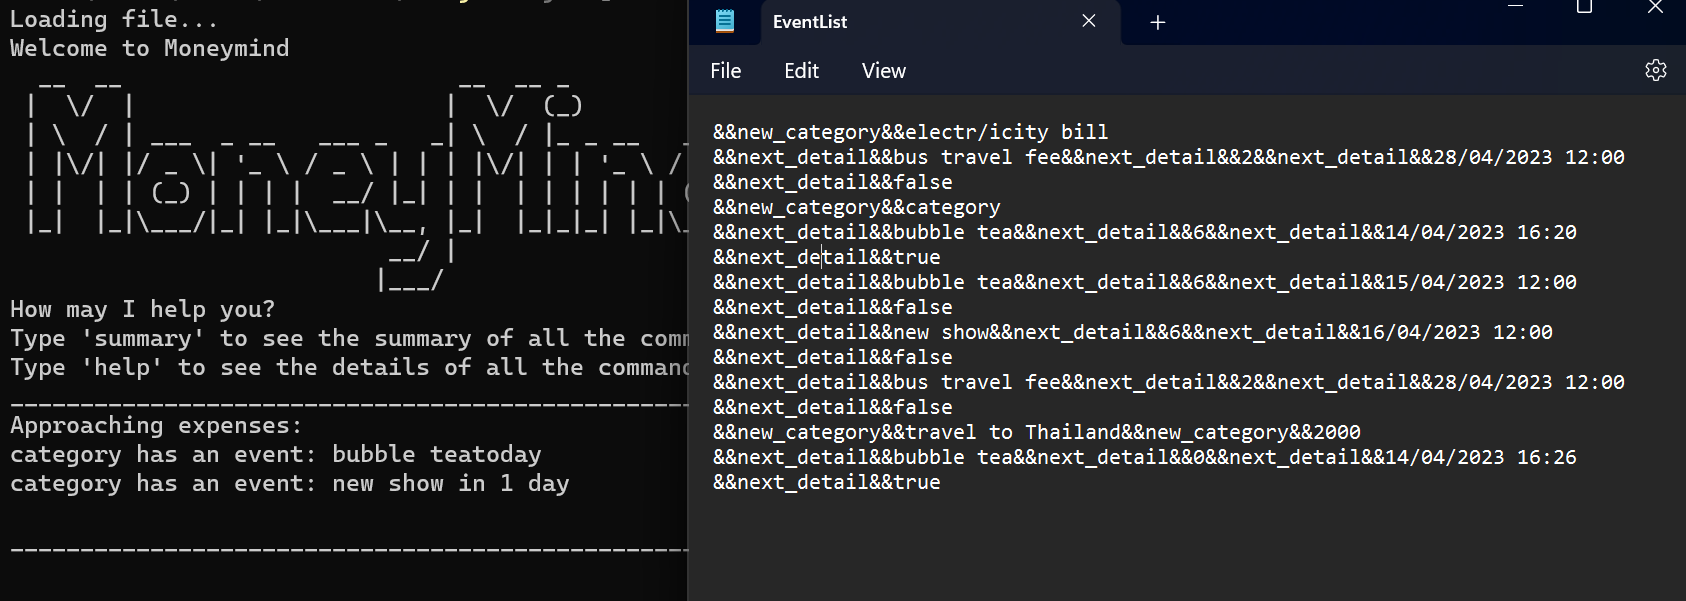 Loading file...
Welcome to Moneymind
How may I help you?
Type 'summary' to see the summary of all the
Type 'help' to see the details of all the
Approaching expenses:
category has an event: bubble teatoday
category has an event: new show in 1 day
EventList
File Edit View
&&new_category&&electr/icity bill
&&next_detail&&bus travel fee&&next_detail&&2&&next_detail&&28/04/2023 12:00
&&next_detail&&false
&&new_category&&category
&&next_detail&&bubble tea&&next_detail&&6&&next_detail&&14/04/2023 16:20
&&next_detail&&true
&&next_detail&&bubble tea&&next_detail&&6&&next_detail&&15/04/2023 12:00
&&next_detail&&false
&&next_detail&&new show&&next_detail&&6&&next_detail&&16/04/2023 12:00
&&next_detail&&false
&&next_detail&&bus travel fee&&next_detail&&2&&next_detail&&28/04/2023 12:00
&&next_detail&&false
&&new_category&&travel to Thailand&&new_category&&2000
&&next_detail&&bubble tea&&next_detail&&0&&next_detail&&14/04/2023 16:26
&&next_detail&&true